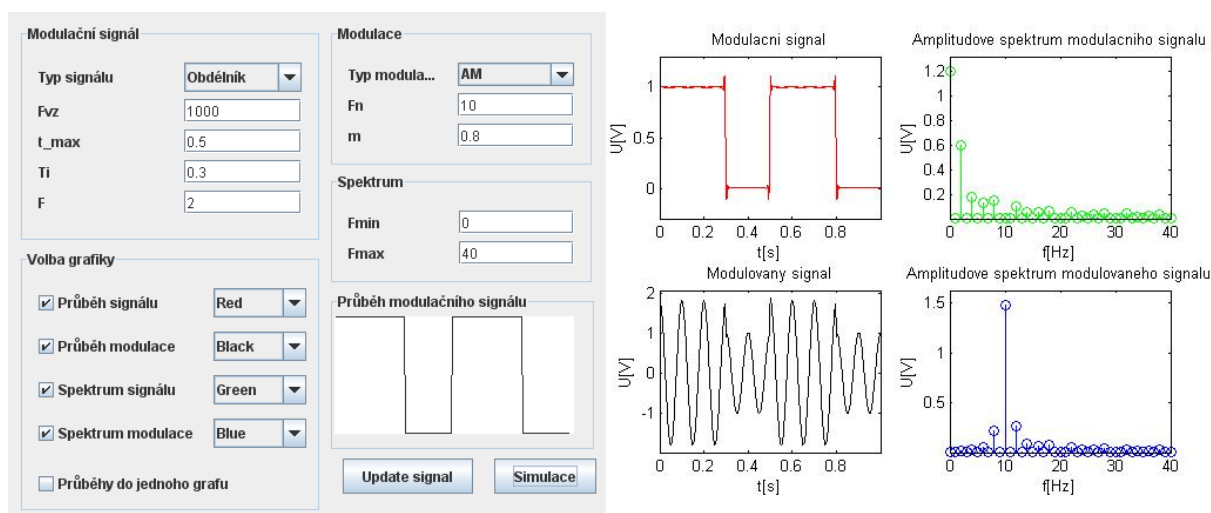 Modulační signál
Typ signálu Obdélník
Fvz 1000
t_max 0.5
Ti 0.3
F 2
Volba grafiky
Průběh signálu Red
Průběh modulace Black
Spektrum signálu Green
Spektrum modulace Blue
Průběhy do jednoho grafu
Modulace
Typ modula... AM
Fn 10
m 0.8
Spektrum
Fmin 0
Fmax 40
Průběh modulačního signálu
Update signal Simulace
Modulacni signal
1
0.5
0
U[V]
0 0.2 0.4 0.6 0.8
t[s]
Amplitudove spektrum modulacniho signalu
1.2
1
0.8
0.6
0.4
0.2
U[V]
0 10 20 30 40
f[Hz]
Modulovany signal
2
1
0
-1
U[V]
0 0.2 0.4 0.6 0.8
t[s]
Amplitudove spektrum modulovaneho signalu
1.5
1
0.5
U[V]
0 10 20 30 40
f[Hz]